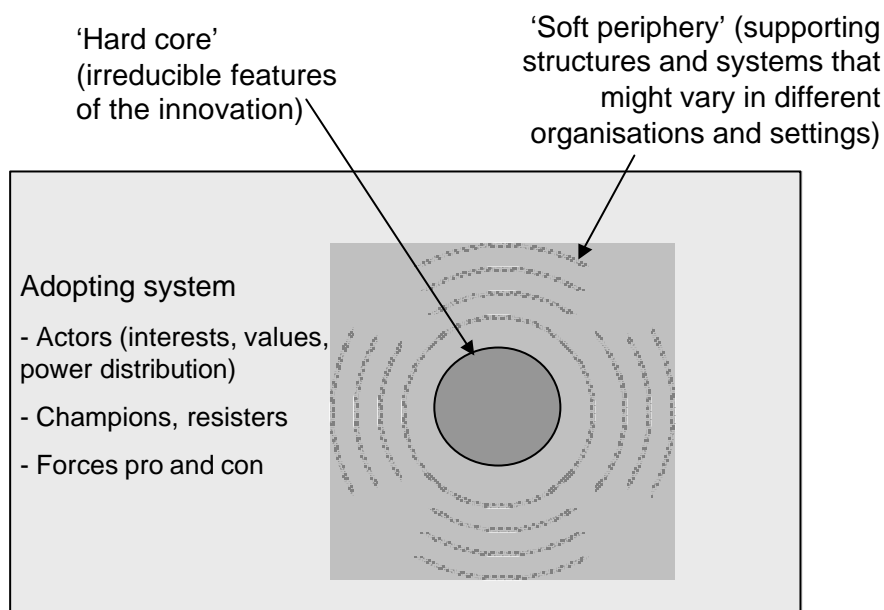 ‘Hard core’
(irreducible features
of the innovation)
‘Soft periphery’ (supporting
structures and systems that
might vary in different
organisations and settings)
Adopting system
- Actors (interests, values,
power distribution)
- Champions, resisters
- Forces pro and con